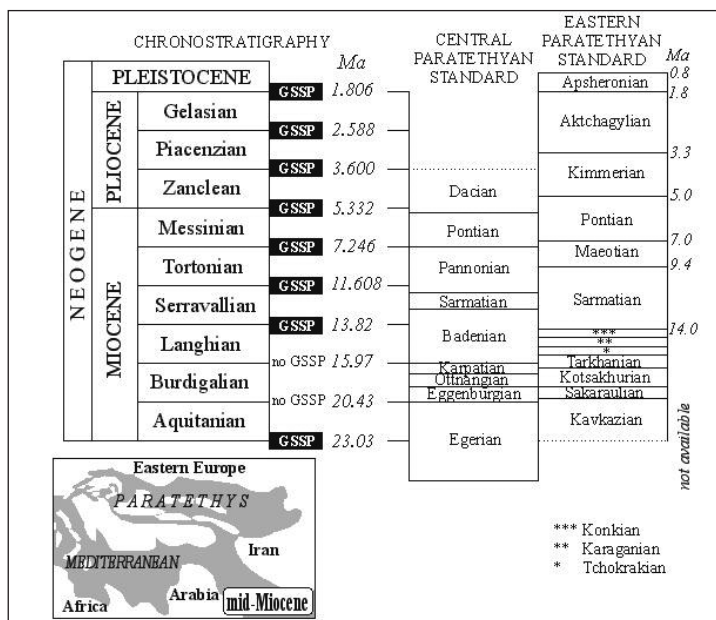 CHRONOSTRATIGRAPHY
Ma
NEOGENE
PLEISTOCENE
PLIOCENE
MIOCENE
Gelasian
Piacenzian
Zanclean
Messinian
Tortonian
Serravallian
Langhian
Burdigalian
Aquitanian
GSSP 1.806
GSSP 2.588
GSSP 3.600
GSSP 5.332
GSSP 7.246
GSSP 11.608
GSSP 13.82
no GSSP 15.97
no GSSP 20.43
GSSP 23.03
CENTRAL
PARATETHYAN
STANDARD
Dacian
Pontian
Pannonian
Sarmatian
Badenian
Karpatian
Ottnangian
Eggenburgian
Egerian
EASTERN
PARATETHYAN
STANDARD
Ma
Apsheronian
Aktchagylian
Kimmerian
Pontian
Maeotian
Sarmatian
***
**
*
Tarkhanian
Kotsakhurian
Sakaraulian
Kavkazian
0.8
1.8
3.3
5.0
7.0
9.4
14.0
not available
*** Konkian
** Karaganian
* Tchokrakian
Eastern Europe
PARATETHYS
MEDITERRANEAN
Iran
Arabia
Africa
mid-Miocene